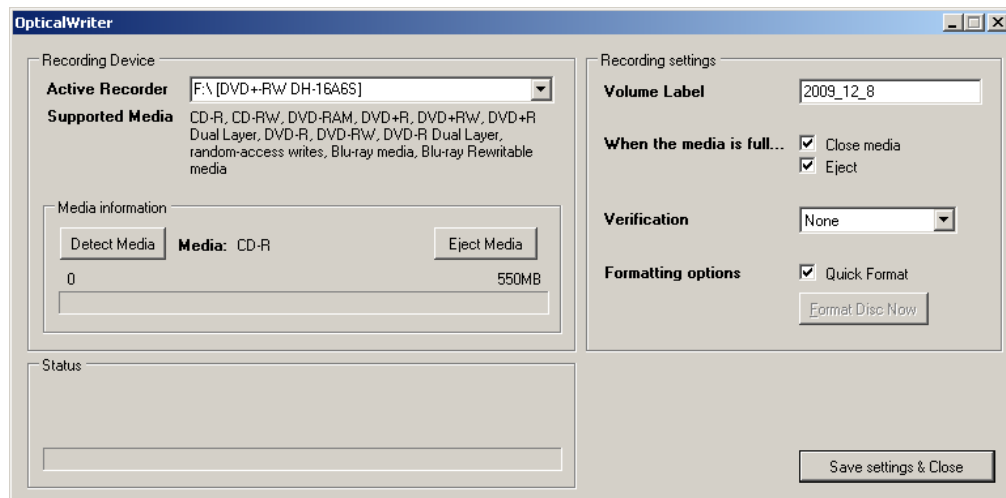 OpticalWriter
Recording Device
Active Recorder F:\ [DVD+-RW DH-16A6S]
Supported Media CD-R, CD-RW, DVD-RAM, DVD+R, DVD+RW, DVD+R
Dual Layer, DVD-R, DVD-RW, DVD-R Dual Layer,
random-access writes, Blu-ray media, Blu-ray Rewritable
media
Media information
Detect Media Media: CD-R Eject Media
0 550MB
Status
Recording settings
Volume Label 2009_12_8
When the media is full... Close media
Eject
Verification None
Formatting options Quick Format
Format Disc Now
Save settings & Close